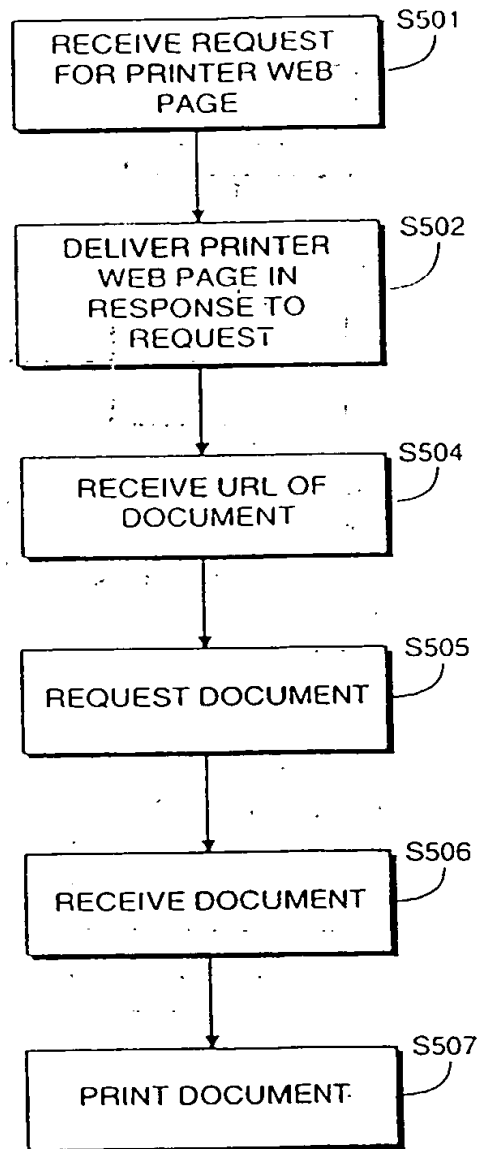 S501
RECEIVE REQUEST
FOR PRINTER WEB
PAGE
S502
DELIVER PRINTER
WEB PAGE IN
RESPONSE TO
REQUEST
S504
RECEIVE URL OF
DOCUMENT
S505
REQUEST DOCUMENT
S506
RECEIVE DOCUMENT
S507
PRINT DOCUMENT